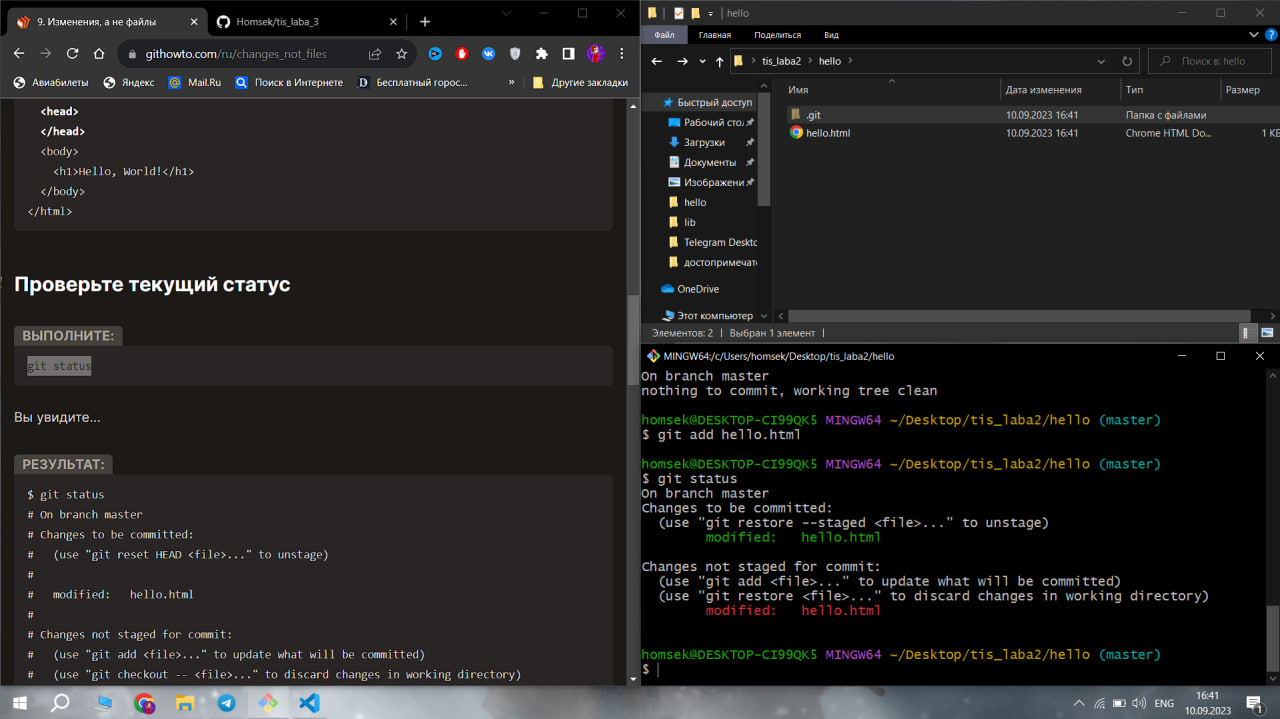 9. Изменения, а не файлы
Homsek/tis_laba_3
githowto.com/ru/changes_not_files
Авиабилеты
Яндекс
Mail.Ru
Поиск в Интернете
Бесплатный горос...
»
Другие закладки
<head>
</head>
<body>
<h1>Hello, World!</h1>
</body>
</html>
Проверьте текущий статус
ВЫПОЛНИТЕ:
git status
Вы увидите...
РЕЗУЛЬТАТ:
$ git status
# On branch master
# Changes to be committed:
#   (use "git reset HEAD <file>..." to unstage)
#
#   modified:   hello.html
#
# Changes not staged for commit:
#   (use "git add <file>..." to update what will be committed)
#   (use "git checkout -- <file>..." to discard changes in working directory)
hello
Файл Главная Поделиться Вид
tis_laba2 > hello >
Поиск в: hello
Имя Дата изменения Тип Размер
.git 10.09.2023 16:41 Папка с файлами
hello.html 10.09.2023 16:41 Chrome HTML Do... 1 КБ
Быстрый доступ
Рабочий стол
Загрузки
Документы
Изображени
hello
lib
Telegram Deskto
достопримечат
OneDrive
Этот компьютер
Элементов: 2 Выбран 1 элемент
MINGW64:/c/Users/homsek/Desktop/tis_laba2/hello
On branch master
nothing to commit, working tree clean
homsek@DESKTOP-CI99QK5 MINGW64 ~/Desktop/tis_laba2/hello (master)
$ git add hello.html
homsek@DESKTOP-CI99QK5 MINGW64 ~/Desktop/tis_laba2/hello (master)
$ git status
On branch master
Changes to be committed:
(use "git restore --staged <file>..." to unstage)
modified:   hello.html
Changes not staged for commit:
(use "git add <file>..." to update what will be committed)
(use "git restore <file>..." to discard changes in working directory)
modified:   hello.html
homsek@DESKTOP-CI99QK5 MINGW64 ~/Desktop/tis_laba2/hello (master)
$
ENG
16:41
10.09.2023
1